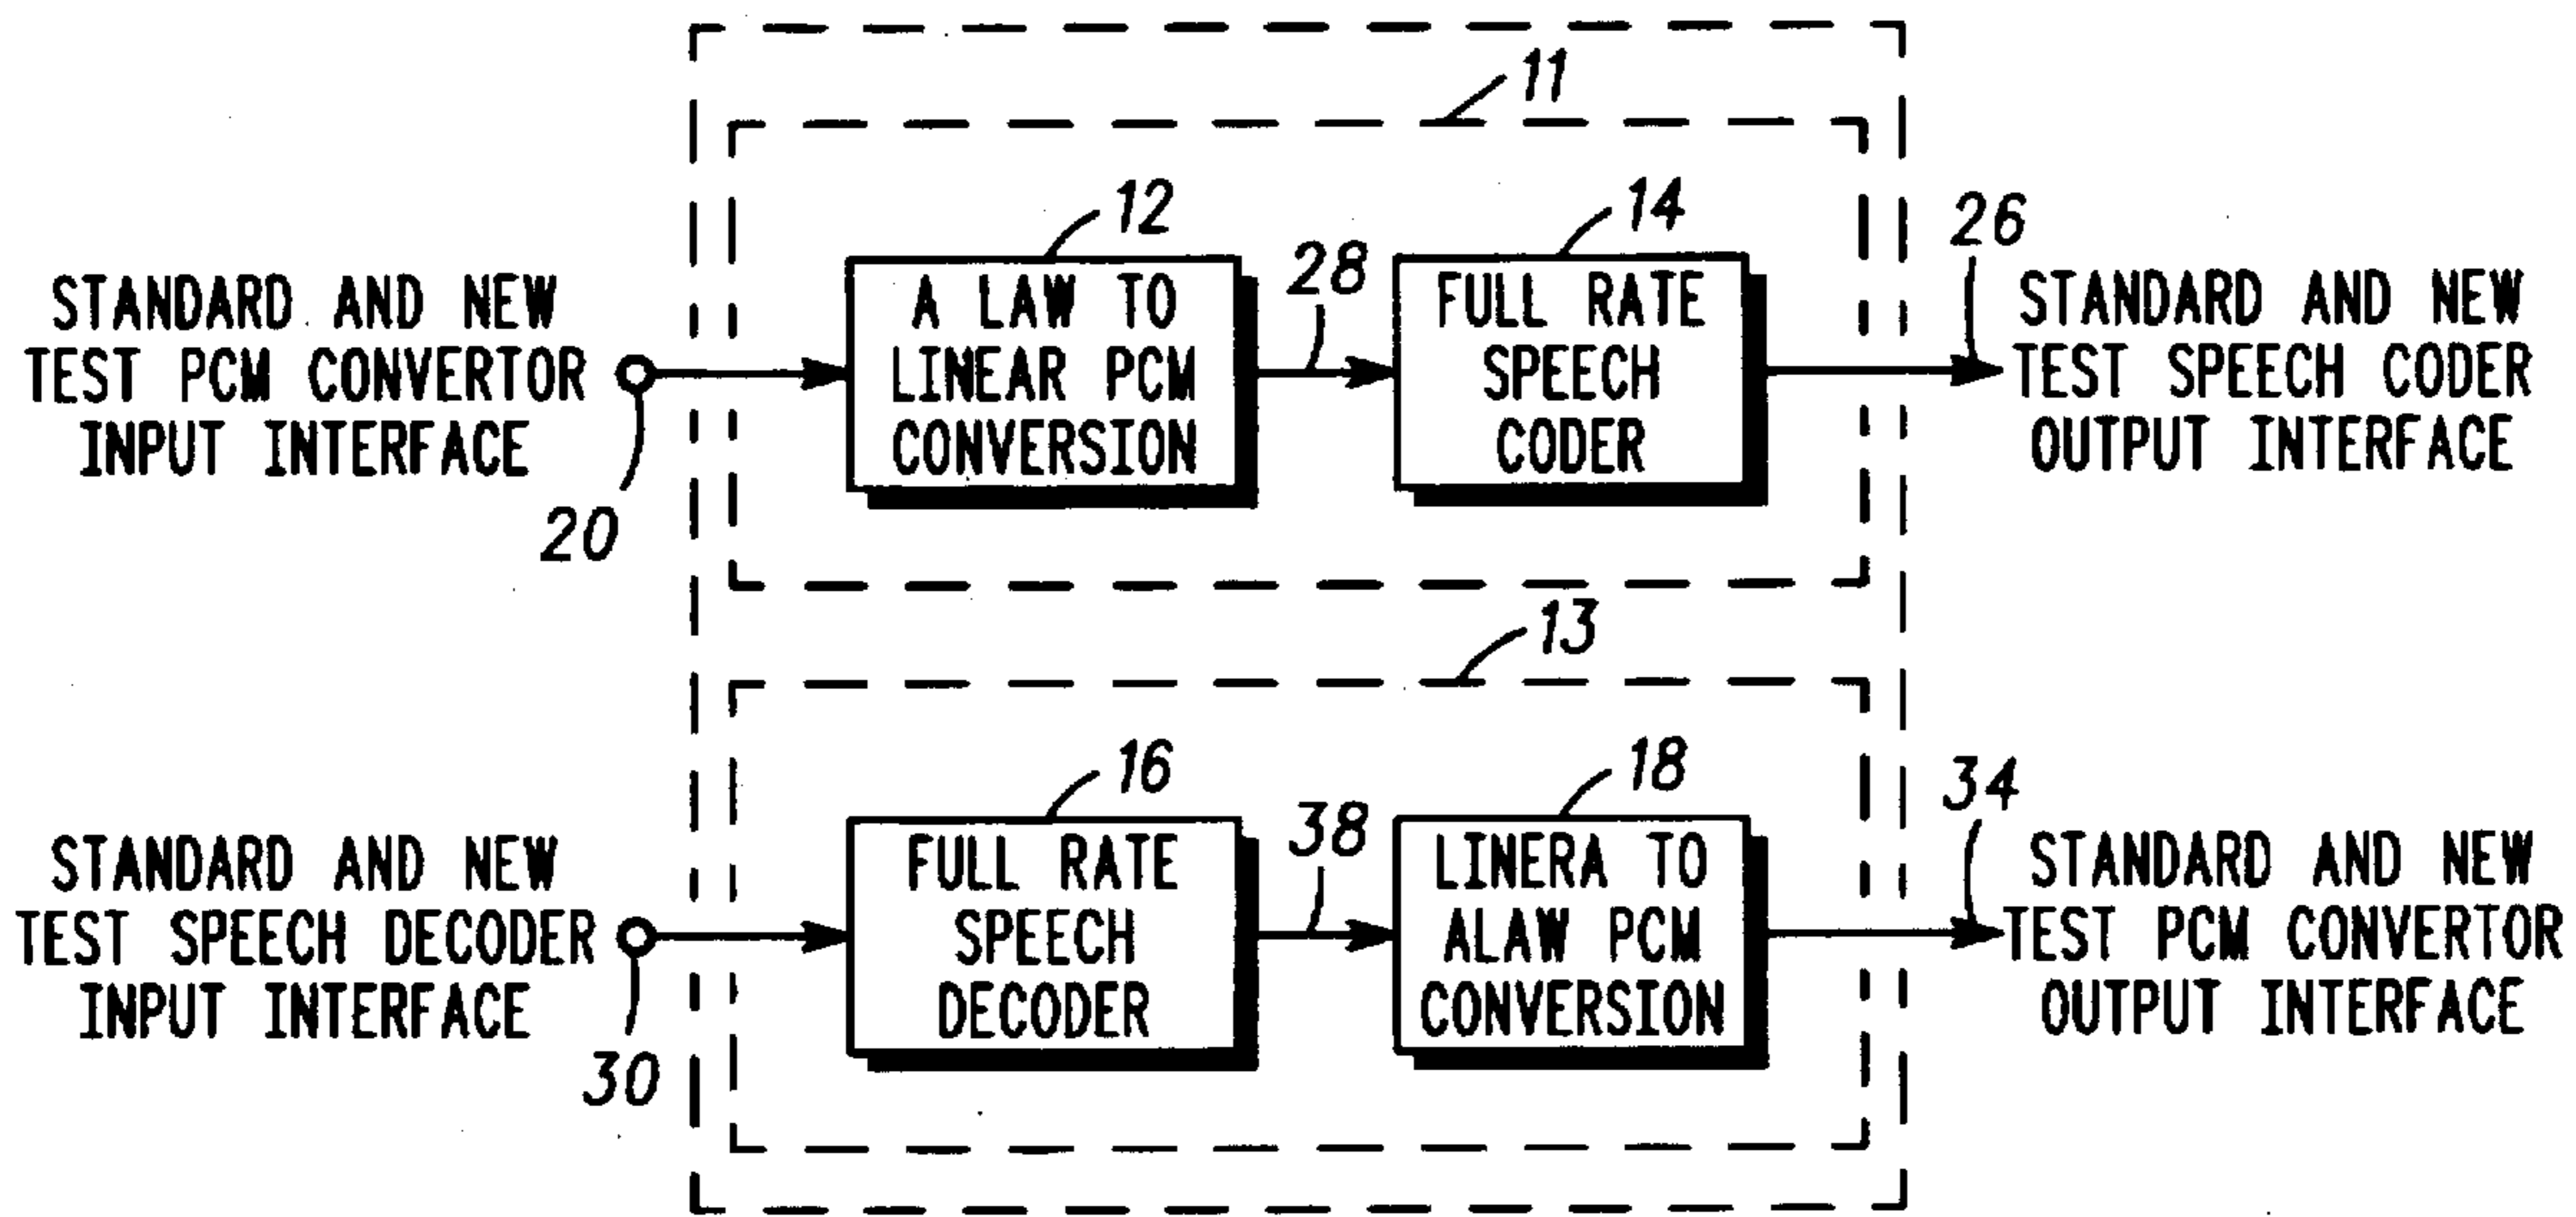 11
12
14
26
28
STANDARD AND NEW
TEST PCM CONVERTOR
INPUT INTERFACE
20
A LAW TO
LINEAR PCM
CONVERSION
FULL RATE
SPEECH
CODER
STANDARD AND NEW
TEST SPEECH CODER
OUTPUT INTERFACE
13
16
18
34
38
STANDARD AND NEW
TEST SPEECH DECODER
INPUT INTERFACE
30
FULL RATE
SPEECH
DECODER
LINERA TO
ALAW PCM
CONVERSION
STANDARD AND NEW
TEST PCM CONVERTOR
OUTPUT INTERFACE